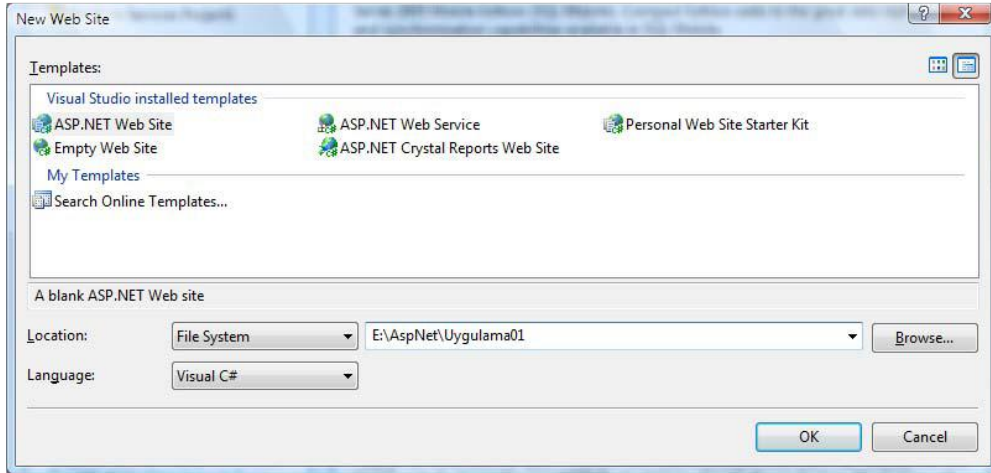 New Web Site
Templates:
Visual Studio installed templates
ASP.NET Web Site ASP.NET Web Service Personal Web Site Starter Kit
Empty Web Site ASP.NET Crystal Reports Web Site
My Templates
Search Online Templates...
A blank ASP.NET Web site
Location: File System E:\AspNet\Uygulama01 Browse...
Language: Visual C#
OK Cancel